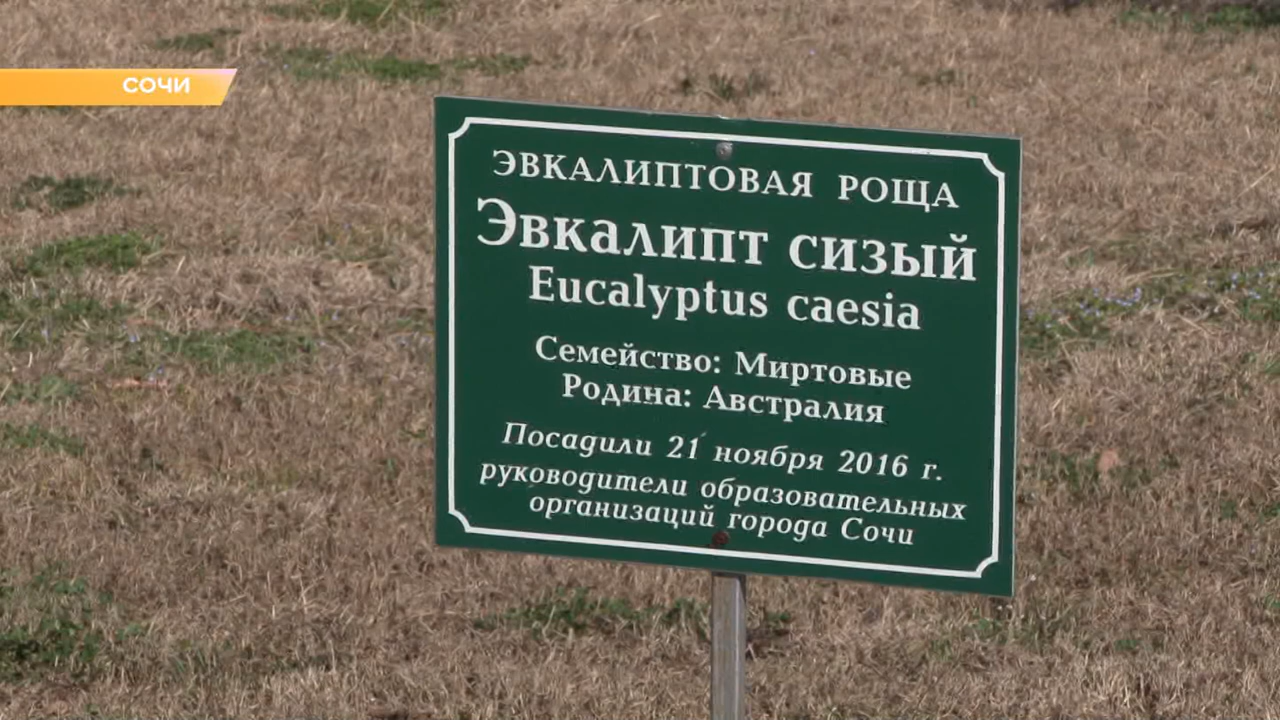 СОЧИ
ЭВКАЛИПТОВАЯ РОЩА
Эвкалипт сизый
Eucalyptus caesia
Семейство: Миртовые
Родина: Австралия
Посадили 21 ноября 2016 г.
руководители образовательных
организаций города Сочи